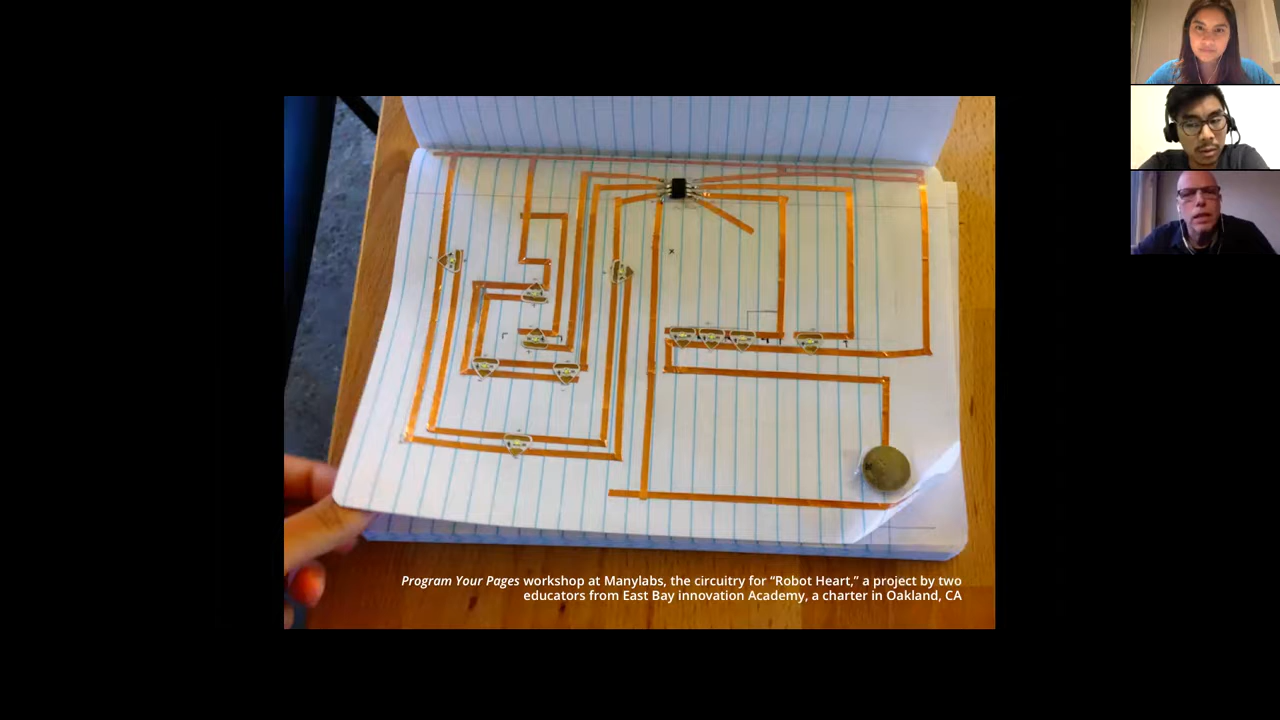 Program Your Pages workshop at Manylabs, the circuitry for “Robot Heart,” a project by two
educators from East Bay innovation Academy, a charter in Oakland, CA